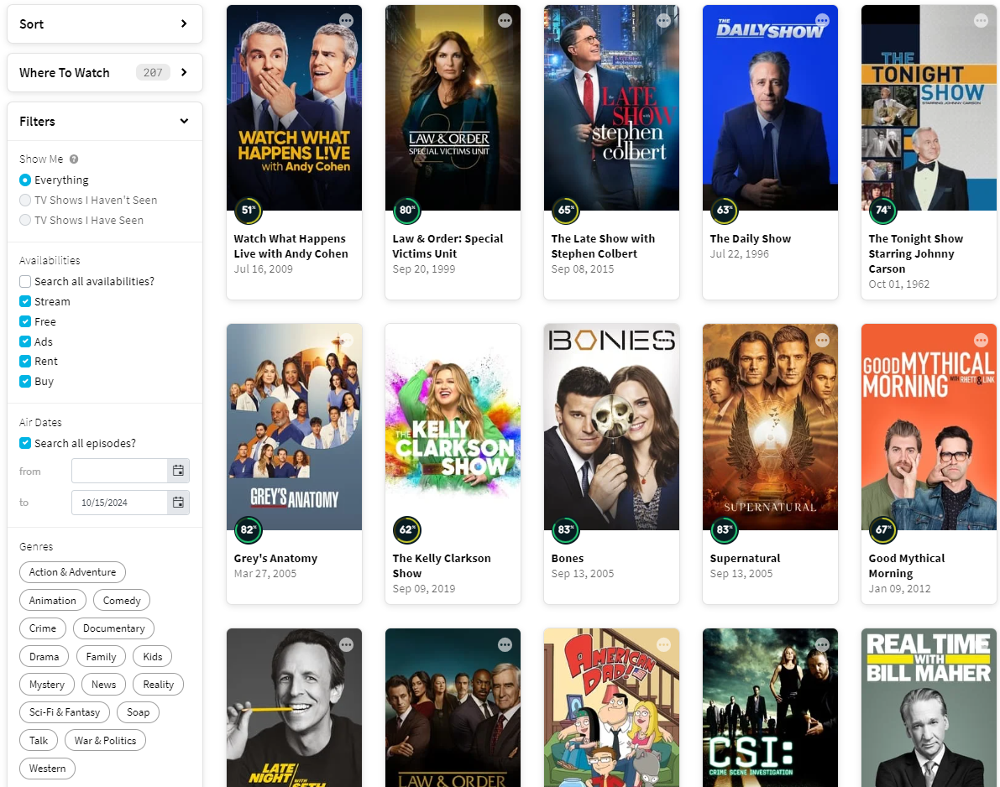 Sort
Where To Watch 207
Filters
Show Me
Everything
TV Shows I Haven't Seen
TV Shows I Have Seen
Availabilities
Search all availabilities?
Stream
Free
Ads
Rent
Buy
Air Dates
Search all episodes?
from
to 10/15/2024
Genres
Action & Adventure
Animation Comedy
Crime Documentary
Drama Family Kids
Mystery News Reality
Sci-Fi & Fantasy Soap
Talk War & Politics
Western
WATCH WHAT
HAPPENS L!VE
with Andy Cohen
51%
Watch What Happens
Live with Andy Cohen
Jul 16, 2009
25
LAW & ORDER
SPECIAL VICTIMS UNIT
80%
Law & Order: Special
Victims Unit
Sep 20, 1999
The LATE
SHOW with
stephen
colbert
65%
The Late Show with
Stephen Colbert
Sep 08, 2015
THE
DAILY SHOW
63%
The Daily Show
Jul 22, 1996
THE
TONIGHT
SHOW
STARRING JOHNNY CARSON
74%
The Tonight Show
Starring Johnny
Carson
Oct 01, 1962
GREY'S ANATOMY
82%
Grey's Anatomy
Mar 27, 2005
THE KELLY
CLARKSON
SHOW
62%
The Kelly Clarkson
Show
Sep 09, 2019
BONES
83%
Bones
Sep 13, 2005
SUPERNATURAL
83%
Supernatural
Sep 13, 2005
GOOD MYTHICAL
MORNING WITH RHETT & LINK
67%
Good Mythical
Morning
Jan 09, 2012
LATE
NIGHT WITH
SETH
LAW & ORDER
AMERICAN
DAD!
CSI:
CRIME SCENE INVESTIGATION
REAL TIME
WITH
BILL MAHER